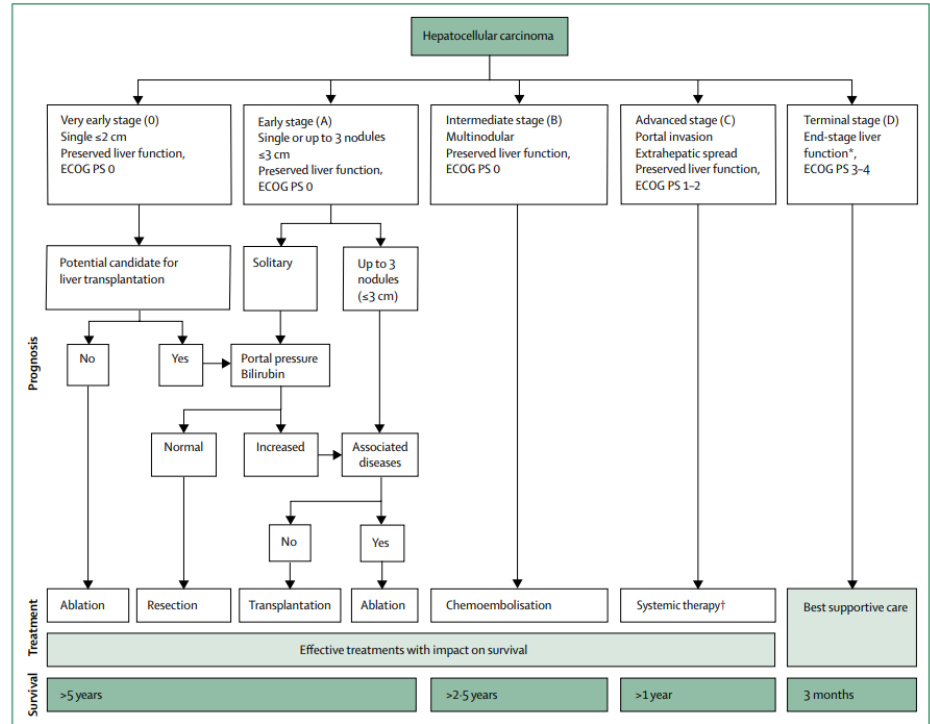 Hepatocellular carcinoma
Very early stage (0)
Single ≤2 cm
Preserved liver function,
ECOG PS 0
Early stage (A)
Single or up to 3 nodules
≤3 cm
Preserved liver function,
ECOG PS 0
Intermediate stage (B)
Multinodular
Preserved liver function,
ECOG PS 0
Advanced stage (C)
Portal invasion
Extrahepatic spread
Preserved liver function,
ECOG PS 1–2
Terminal stage (D)
End-stage liver
function*,
ECOG PS 3–4
Prognosis
Potential candidate for
liver transplantation
Solitary
Up to 3
nodules
(≤3 cm)
No
Yes
Portal pressure
Bilirubin
Normal
Increased
Associated
diseases
No
Yes
Treatment
Ablation
Resection
Transplantation
Ablation
Chemoembolisation
Systemic therapy†
Best supportive care
Effective treatments with impact on survival
Survival
>5 years
>2·5 years
>1 year
3 months